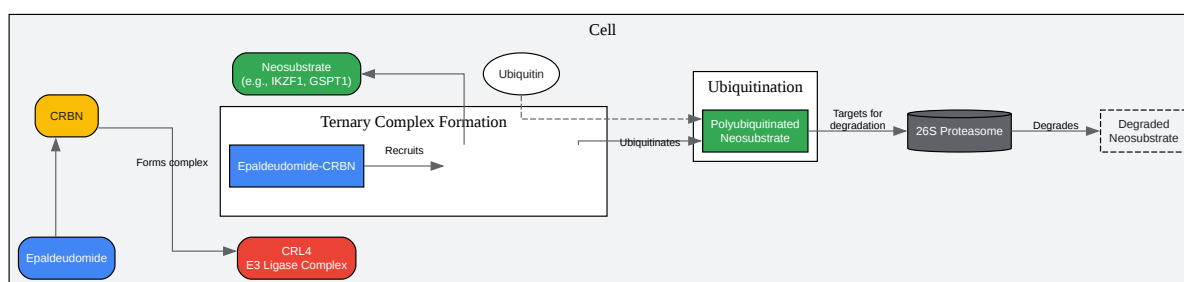 Cell
Neosubstrate
(e.g., IKZF1, GSPT1)
Ubiquitin
CRBN
Forms complex
Epaldeudomide
CRL4
E3 Ligase Complex
Ternary Complex Formation
Epaldeudomide-CRBN
Recruits
Ubiquitinates
Ubiquitination
Polyubiquitinated
Neosubstrate
Targets for
degradation
26S Proteasome
Degrades
Degraded
Neosubstrate